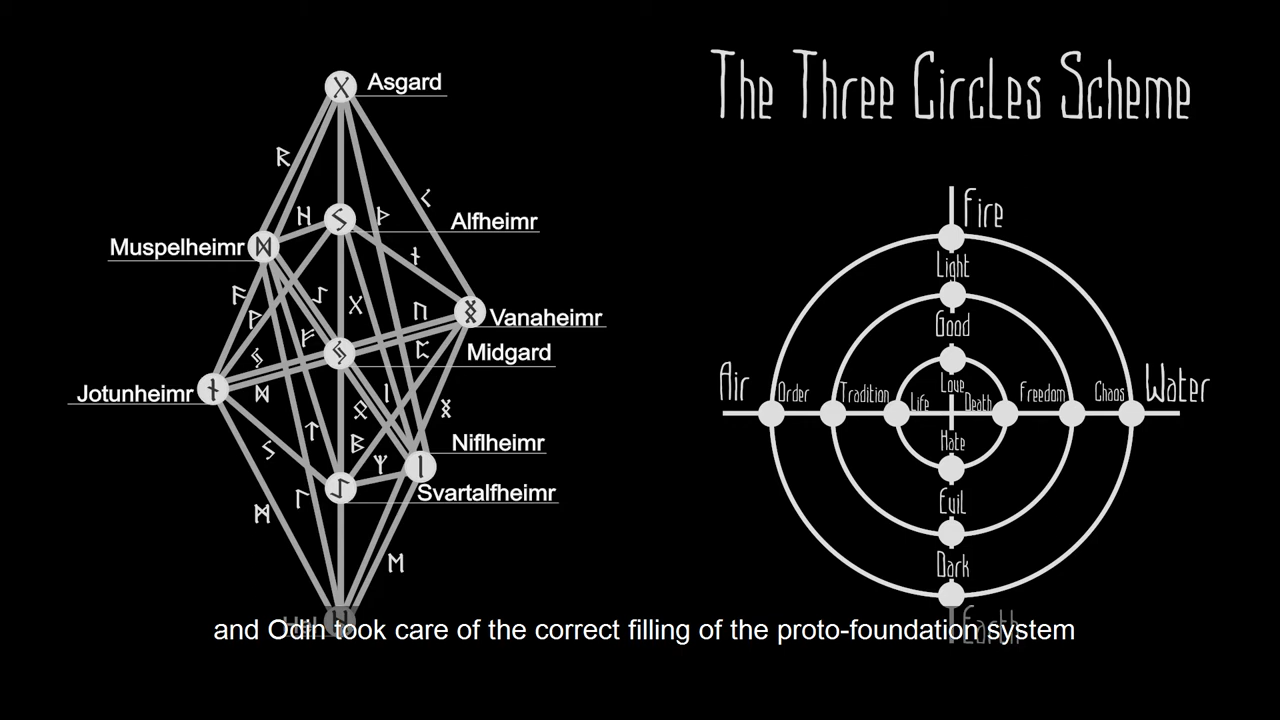 The Three Circles Scheme
Asgard
Alfheimr
Muspelheimr
Vanaheimr
Midgard
Jotunheimr
Niflheimr
Svartalfheimr
Fire
Light
Good
Love
Air
Order
Tradition
Life
Death
Freedom
Chaos
Water
Hate
Evil
Dark
Earth
and Odin took care of the correct filling of the proto-foundation system